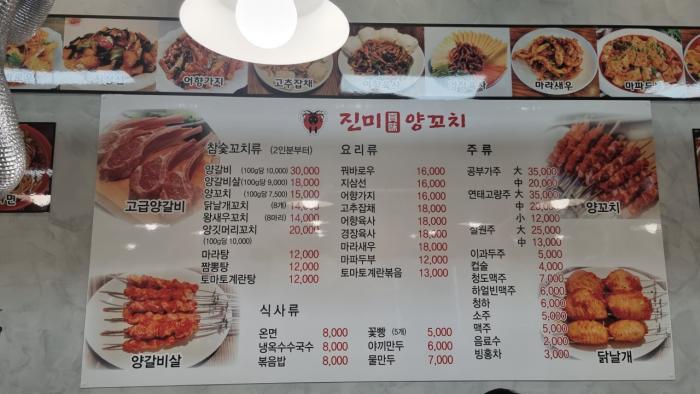 어향가지
고추잡채
마라새우
마파두부
진미 眞味 양꼬치
참숯꼬치류 (2인분부터)
양갈비 (100g당 10,000) 30,000
양갈비살 (100g당 9,000) 18,000
양꼬치 (100g당 7,500) 15,000
닭날개꼬치 (8개) 14,000
왕새우꼬치 (8마리) 14,000
양깃머리꼬치 20,000
(100g당 10,000)
마라탕 12,000
짬뽕탕 12,000
토마토계란탕 12,000
요리류
꿔바로우 16,000
지삼선 16,000
어향가지 16,000
고추잡채 18,000
어향육사 18,000
경장육사 18,000
마라새우 18,000
마파두부 12,000
토마토계란볶음 13,000
주류
공부가주 大 35,000
中 20,000
연태고량주 大 35,000
中
小 12,000
大 25,000
中 13,000
이과두주 5,000
컵술 4,000
청도맥주 7,000
하얼빈맥주 6,000
청하 5,000
소주 5,000
맥주 5,000
음료수 2,000
빙홍차 3,000
식사류
온면 8,000
냉옥수수국수 8,000
볶음밥 8,000
꽃빵 (5개) 5,000
야끼만두 6,000
물만두 7,000
고급양갈비
양갈비살
양꼬치
닭날개